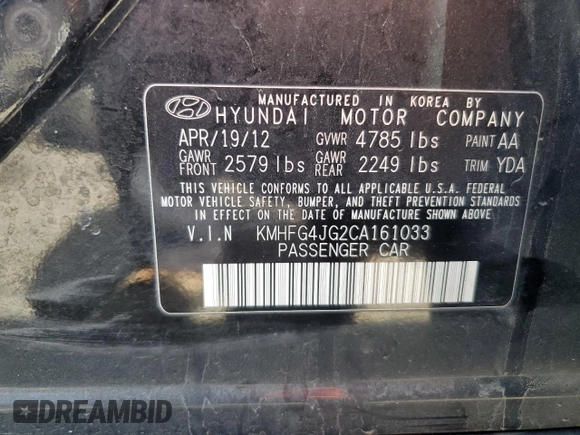 MANUFACTURED IN KOREA BY
HYUNDAI MOTOR COMPANY
APR/19/12 GVWR 4785 lbs PAINT AA
GAWR FRONT 2579 lbs GAWR REAR 2249 lbs TRIM YDA
THIS VEHICLE CONFORMS TO ALL APPLICABLE U.S.A. FEDERAL
MOTOR VEHICLE SAFETY, BUMPER, AND THEFT PREVENTION STANDARDS
IN EFFECT ON THE DATE OF MANUFACTURE SHOWN ABOVE.
V.I.N KMHFG4JG2CA161033
PASSENGER CAR
DREAMBID